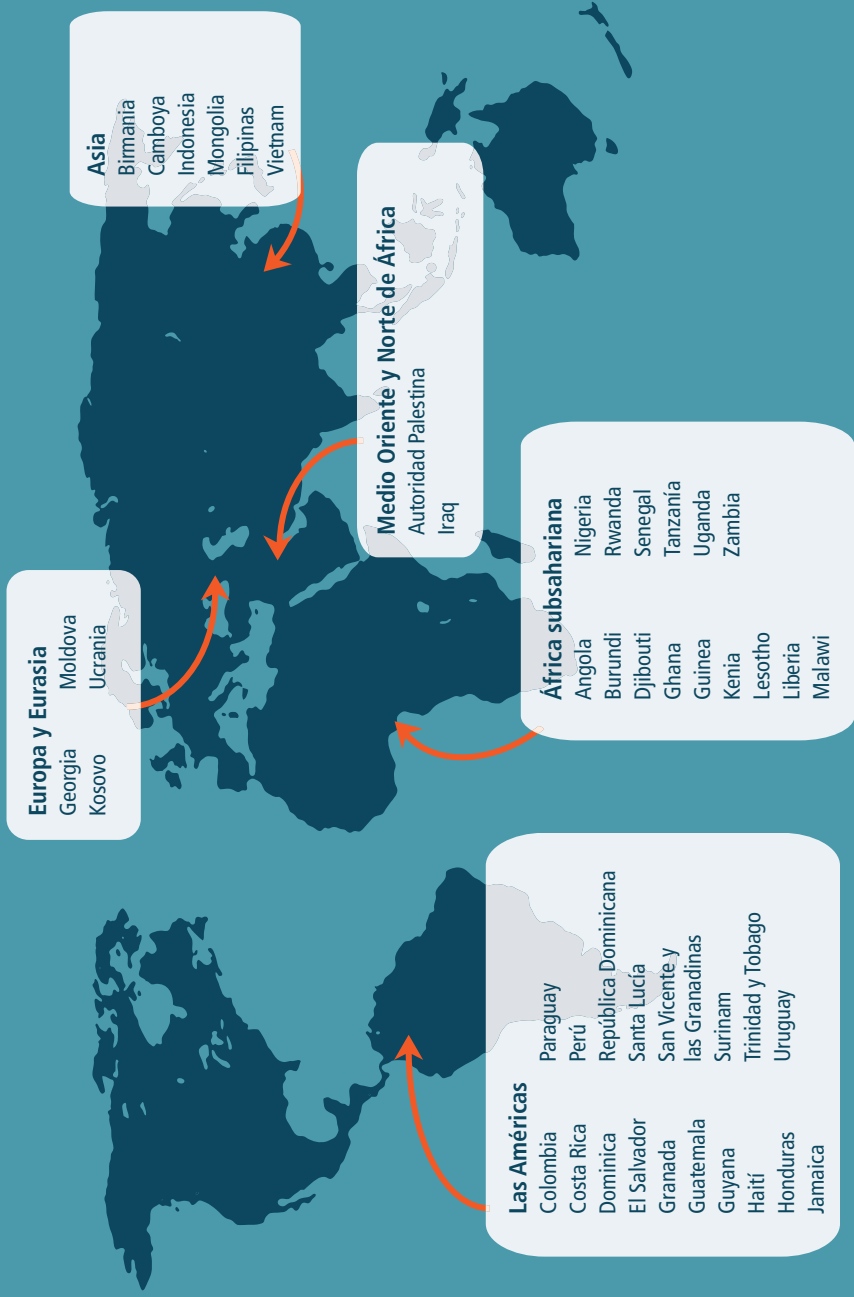 Las Américas
Colombia
Costa Rica
Dominica
El Salvador
Granada
Guatemala
Guyana
Haití
Honduras
Jamaica
Paraguay
Perú
República Dominicana
Santa Lucía
San Vicente y
las Granadinas
Surinam
Trinidad y Tobago
Uruguay
Europa y Eurasia
Georgia
Kosovo
Moldova
Ucrania
África subsahariana
Angola
Burundi
Djibouti
Ghana
Guinea
Kenia
Lesotho
Liberia
Malawi
Nigeria
Rwanda
Senegal
Tanzanía
Uganda
Zambia
Medio Oriente y Norte de África
Autoridad Palestina
Iraq
Asia
Birmania
Camboya
Indonesia
Mongolia
Filipinas
Vietnam